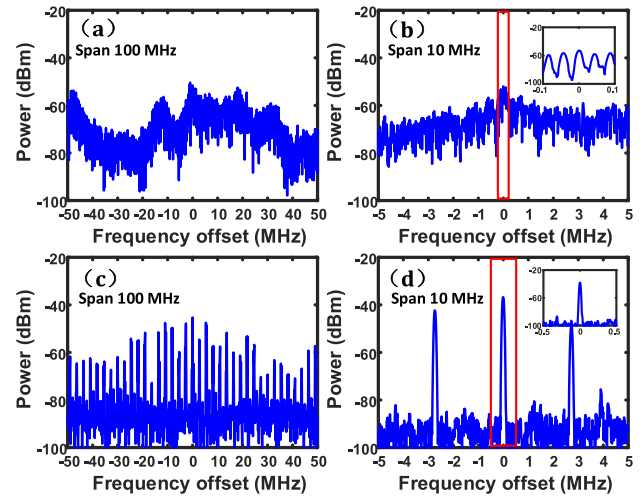 (a)
Span 100 MHz
Power (dBm)
-20
-40
-60
-80
-100
-50 -40 -30 -20 -10 0 10 20 30 40 50
Frequency offset (MHz)
(b)
Span 10 MHz
Power (dBm)
-20
-40
-60
-80
-100
-5 -4 -3 -2 -1 0 1 2 3 4 5
Frequency offset (MHz)
-20
-60
-100
-0.1 0 0.1
(c)
Span 100 MHz
Power (dBm)
-20
-40
-60
-80
-100
-50 -40 -30 -20 -10 0 10 20 30 40 50
Frequency offset (MHz)
(d)
Span 10 MHz
Power (dBm)
-20
-40
-60
-80
-100
-5 -4 -3 -2 -1 0 1 2 3 4 5
Frequency offset (MHz)
-20
-60
-100
-0.5 0 0.5